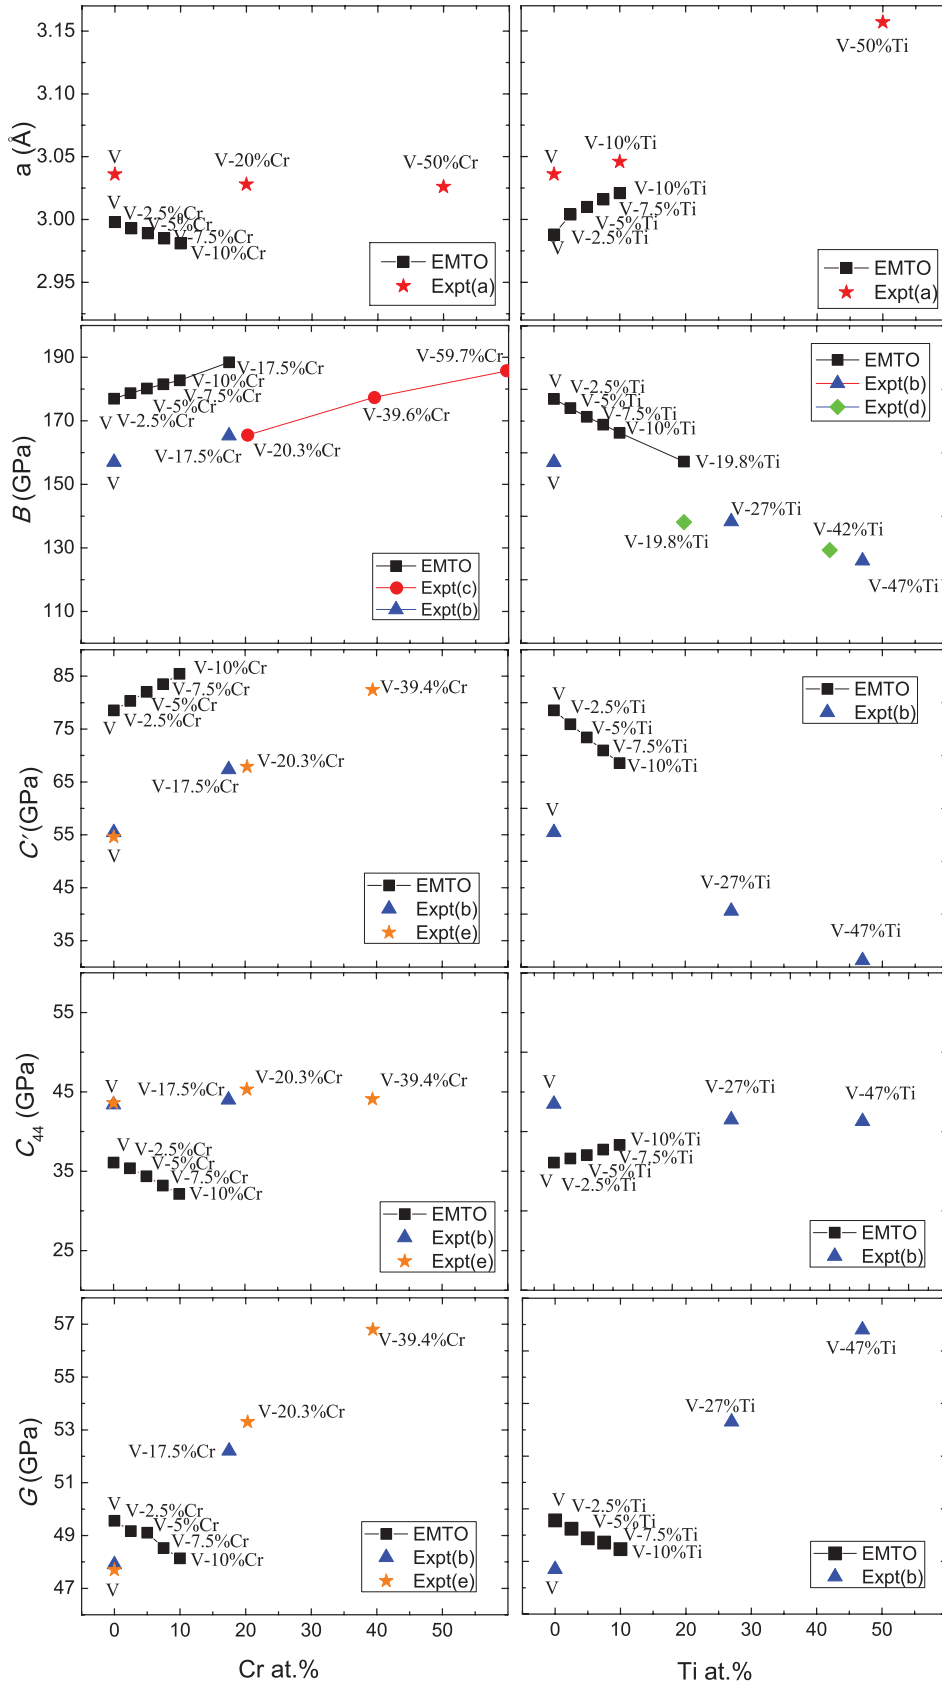 3.15
3.10
3.05
3.00
2.95
a (Å)
V
V-20%Cr
V-50%Cr
V
V-2.5%Cr
V-5%Cr
V-7.5%Cr
V-10%Cr
EMTO
Expt(a)
V-50%Ti
V
V-10%Ti
V-10%Ti
V-7.5%Ti
V-5%Ti
V-2.5%Ti
V
EMTO
Expt(a)
190
170
150
130
110
B (GPa)
V-59.7%Cr
V-17.5%Cr
V-10%Cr
V-7.5%Cr
V-5%Cr
V-2.5%Cr
V
V-39.6%Cr
V-20.3%Cr
V-17.5%Cr
V
EMTO
Expt(c)
Expt(b)
V
V-2.5%Ti
V-5%Ti
V-7.5%Ti
V-10%Ti
V-19.8%Ti
V
V-27%Ti
V-19.8%Ti
V-42%Ti
V-47%Ti
EMTO
Expt(b)
Expt(d)
85
75
65
55
45
35
C′ (GPa)
V-10%Cr
V-7.5%Cr
V-5%Cr
V-2.5%Cr
V
V-39.4%Cr
V-20.3%Cr
V-17.5%Cr
V
EMTO
Expt(b)
Expt(e)
V
V-2.5%Ti
V-5%Ti
V-7.5%Ti
V-10%Ti
V
V-27%Ti
V-47%Ti
EMTO
Expt(b)
55
45
35
25
C44 (GPa)
V
V-17.5%Cr
V-20.3%Cr
V-39.4%Cr
V
V-2.5%Cr
V-5%Cr
V-7.5%Cr
V-10%Cr
EMTO
Expt(b)
Expt(e)
V
V-27%Ti
V-47%Ti
V-10%Ti
V-7.5%Ti
V-5%Ti
V-2.5%Ti
V
EMTO
Expt(b)
57
55
53
51
49
47
G (GPa)
V-39.4%Cr
V-20.3%Cr
V-17.5%Cr
V
V-2.5%Cr
V-5%Cr
V-7.5%Cr
V-10%Cr
V
EMTO
Expt(b)
Expt(e)
V-47%Ti
V-27%Ti
V
V-2.5%Ti
V-5%Ti
V-7.5%Ti
V-10%Ti
V
EMTO
Expt(b)
0 10 20 30 40 50
Cr at.%
0 10 20 30 40 50
Ti at.%